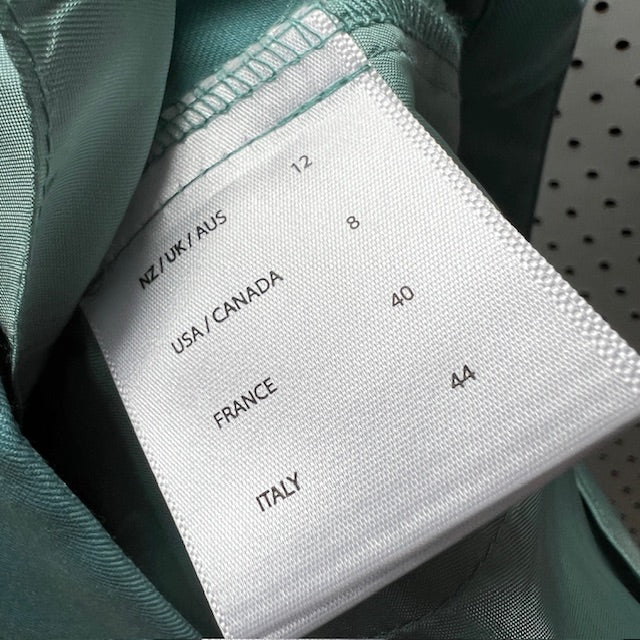 NZ / UK / AUS 12
USA / CANADA 8
FRANCE 40
ITALY 44